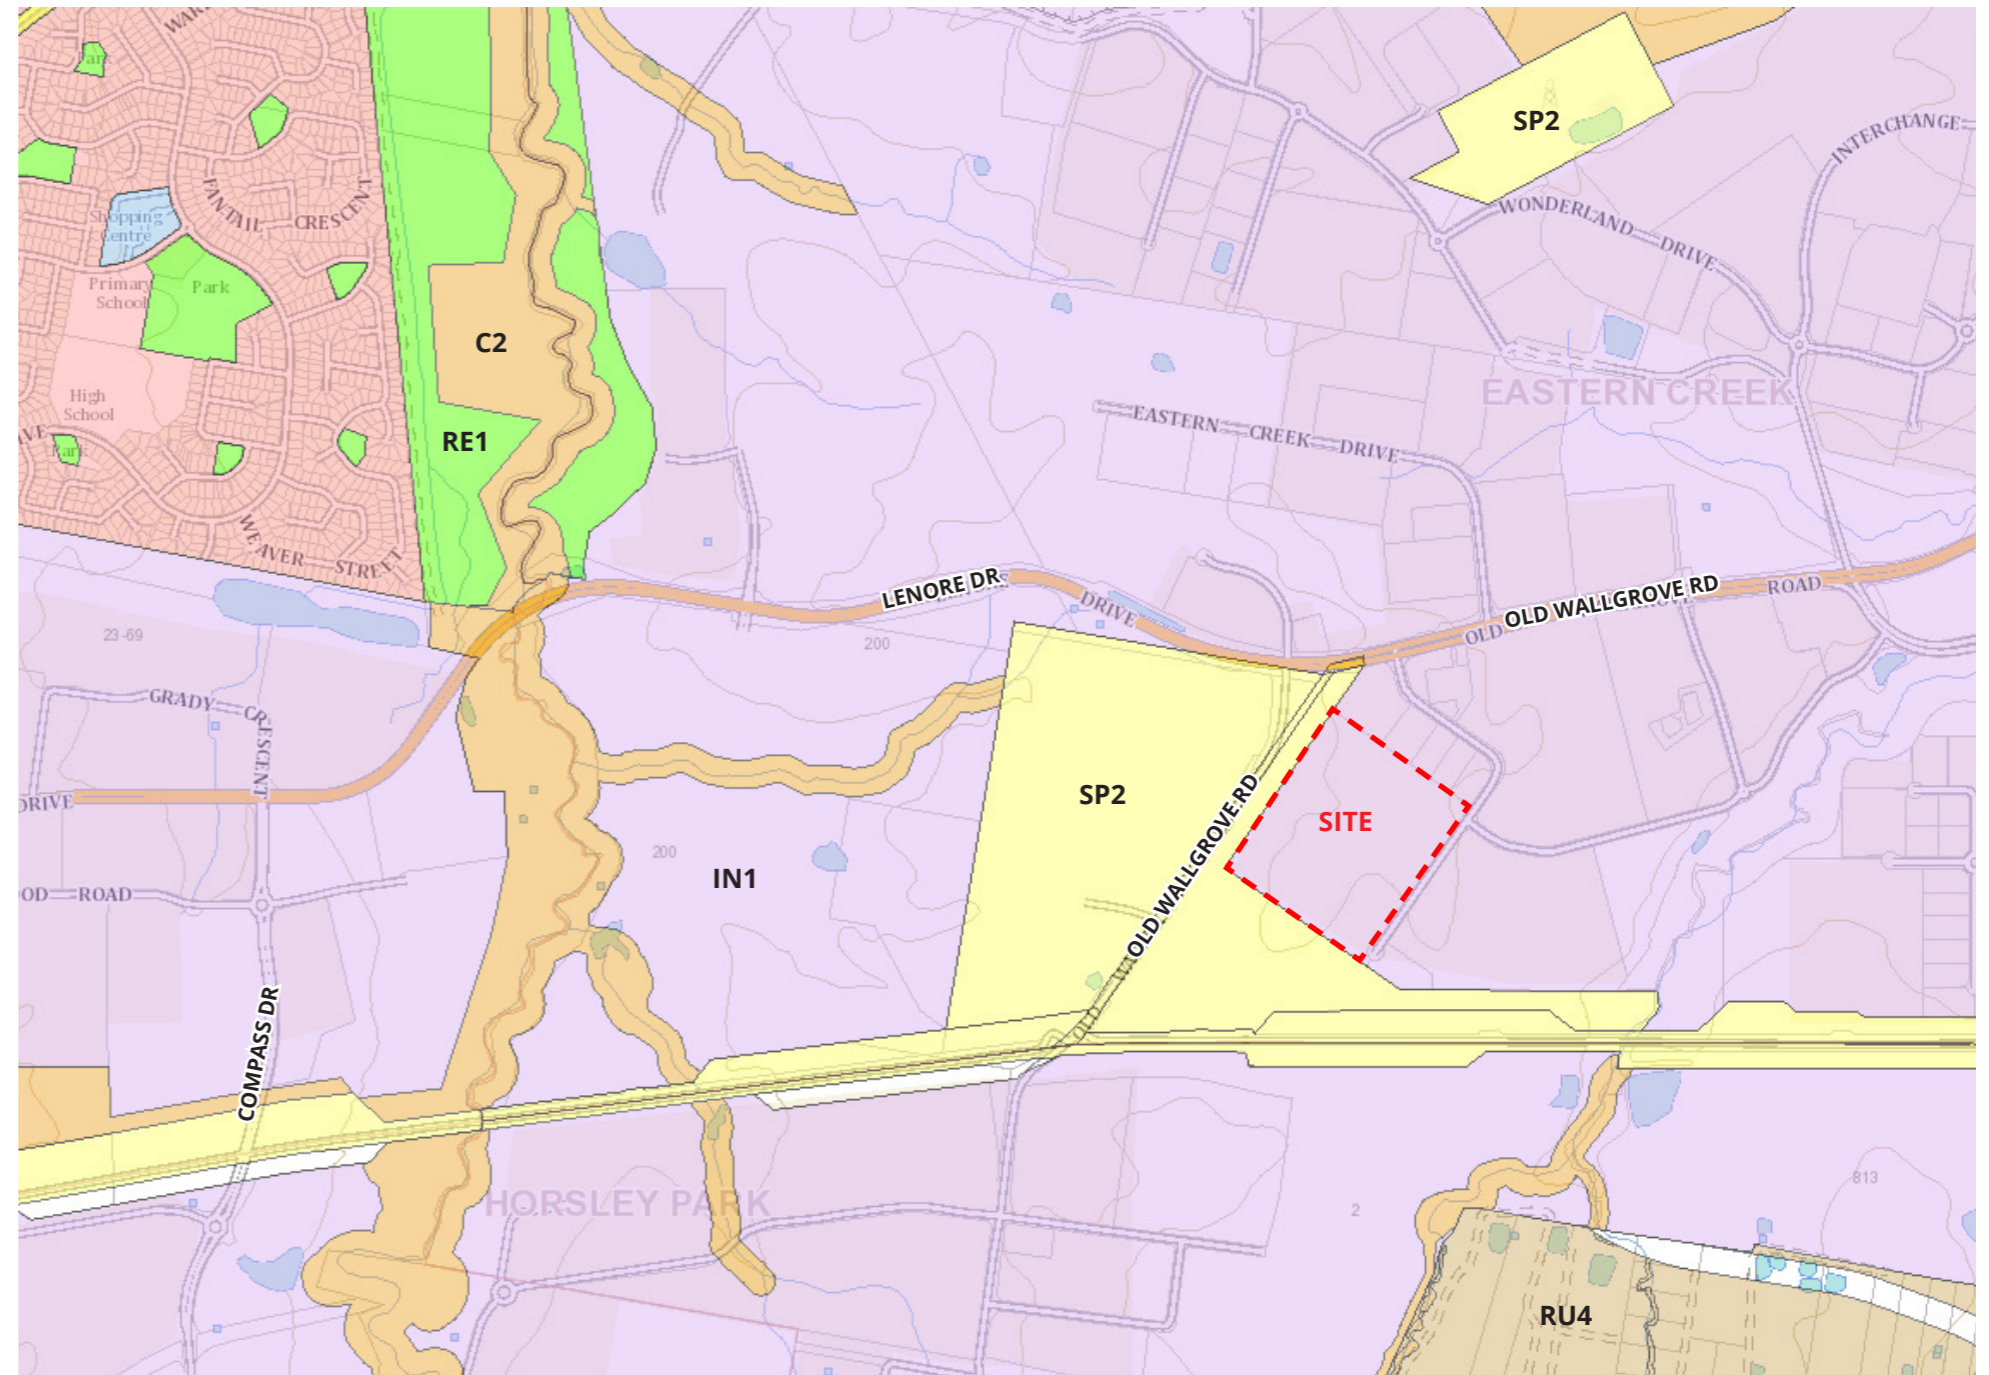 Park
SP2
INTERCHANGE
FANTAIL CRESCENT
Shopping
Centre
WONDERLAND DRIVE
Primary
School
Park
C2
EASTERN CREEK
High
School
EASTERN CREEK DRIVE
RE1
Park
WEAVER STREET
LENORE DR
DRIVE
OLD WALLGROVE RD
OLD
ROAD
23-69
200
GRADY CRESCENT
DRIVE
SP2
OLD WALLGROVE RD
SITE
200
IN1
ROAD
OLD
COMPASS DR
HORSLEY PARK
2
813
RU4